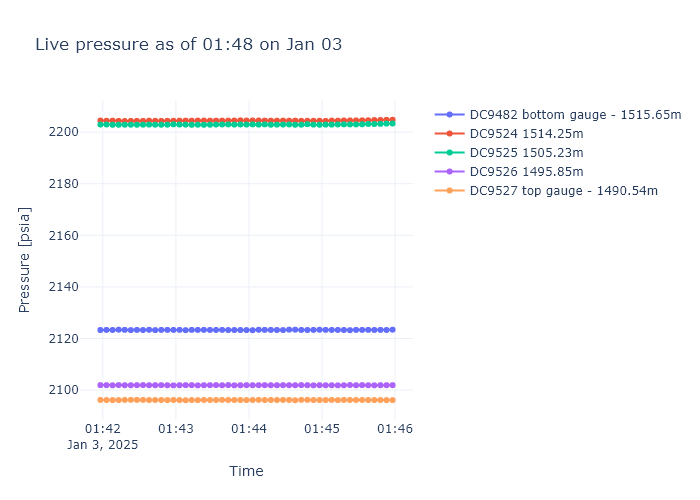 Live pressure as of 01:48 on Jan 03
DC9482 bottom gauge - 1515.65m
DC9524 1514.25m
DC9525 1505.23m
DC9526 1495.85m
DC9527 top gauge - 1490.54m
Pressure [psia]
2200
2180
2160
2140
2120
2100
01:42 01:43 01:44 01:45 01:46
Jan 3, 2025
Time